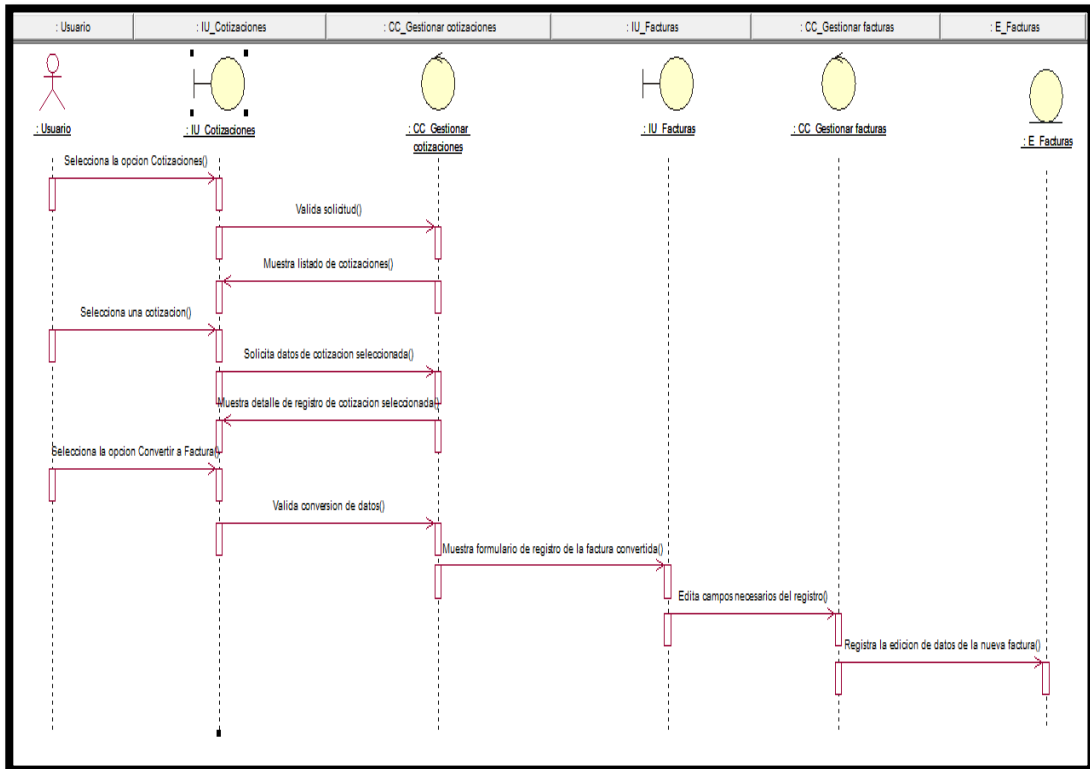 : Usuario
: IU_Cotizaciones
: CC_Gestionar cotizaciones
: IU_Facturas
: CC_Gestionar facturas
: E_Facturas
: Usuario
: IU_Cotizaciones
: CC_Gestionar
cotizaciones
: IU_Facturas
: CC_Gestionar facturas
: E_Facturas
Selecciona la opcion Cotizaciones()
Valida solicitud()
Muestra listado de cotizaciones()
Selecciona una cotizacion()
Solicita datos de cotizacion seleccionada()
Muestra detalle de registro de cotizacion seleccionada()
Selecciona la opcion Convertir a Factura()
Valida conversion de datos()
Muestra formulario de registro de la factura convertida()
Edita campos necesarios del registro()
Registra la edicion de datos de la nueva factura()